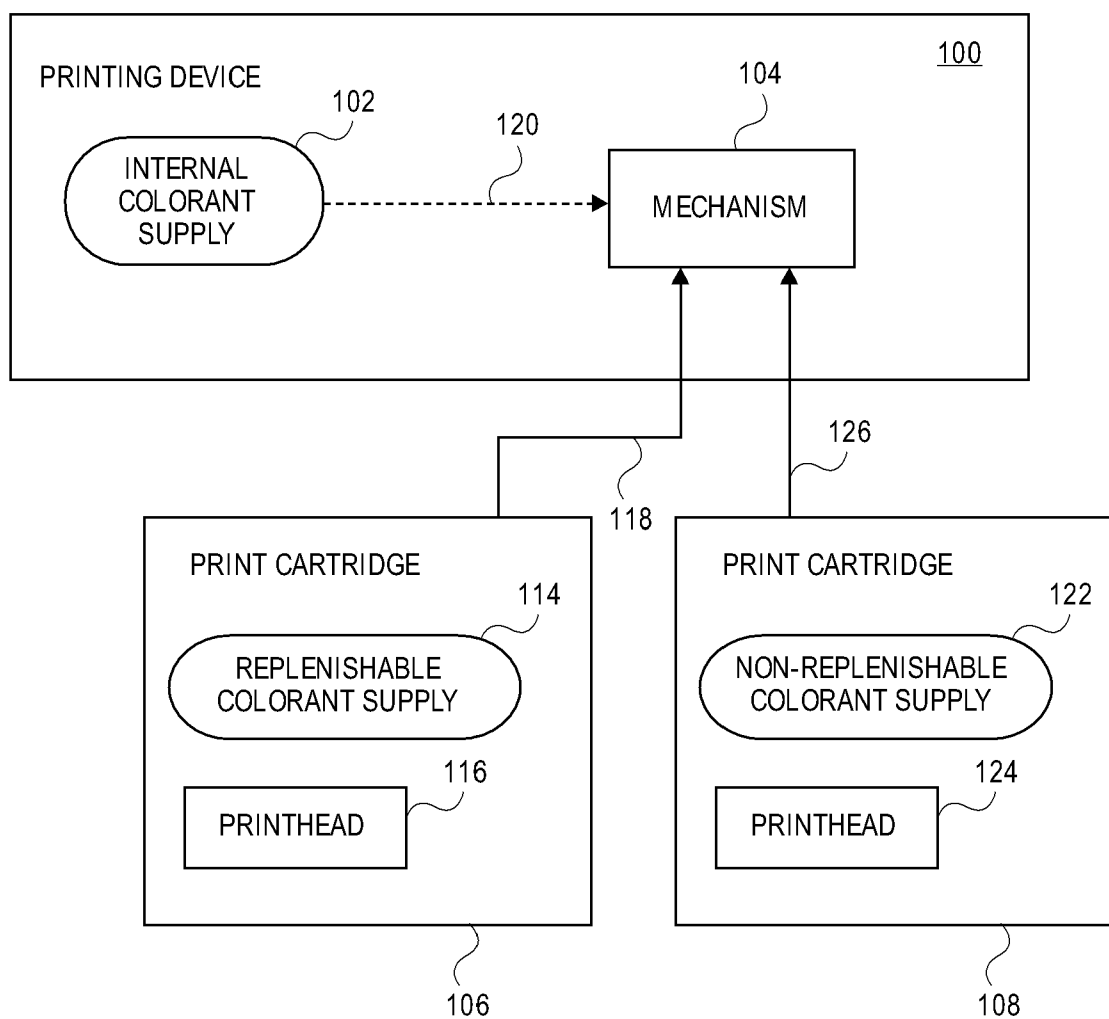 100
PRINTING DEVICE
102
120
104
INTERNAL
COLORANT
SUPPLY
MECHANISM
118
126
PRINT CARTRIDGE
114
REPLENISHABLE
COLORANT SUPPLY
116
PRINTHEAD
106
PRINT CARTRIDGE
122
NON-REPLENISHABLE
COLORANT SUPPLY
124
PRINTHEAD
108